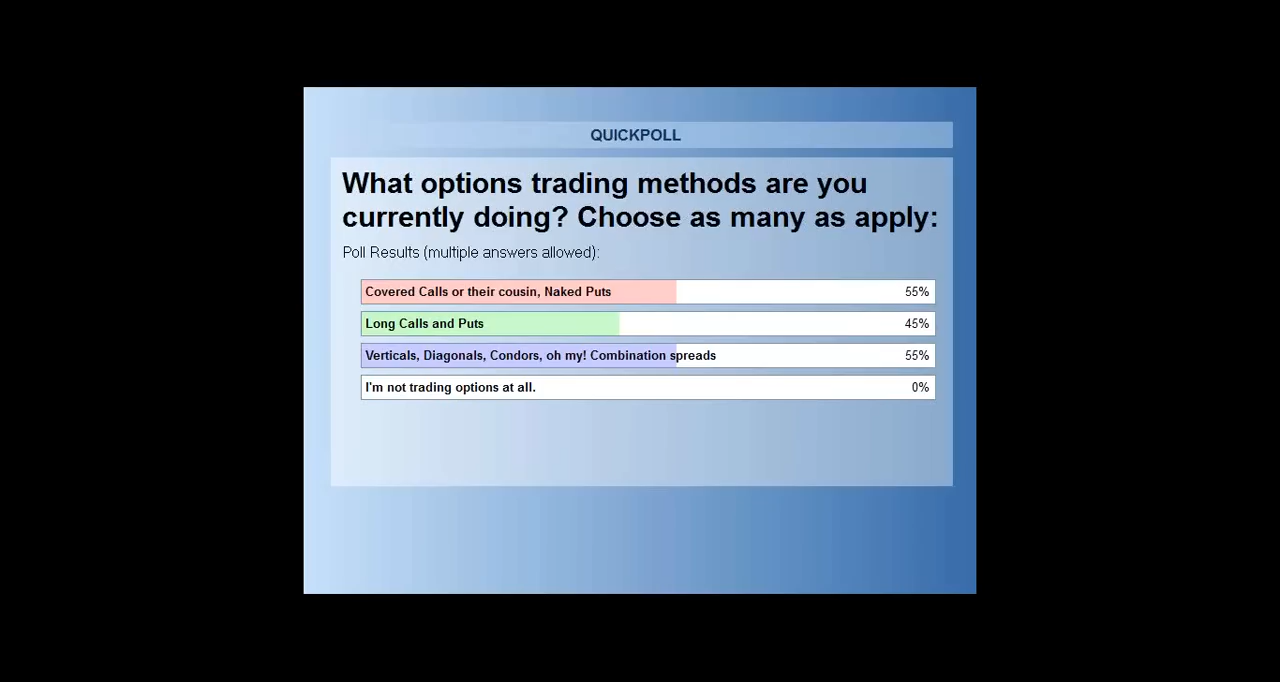 QUICKPOLL
What options trading methods are you
currently doing? Choose as many as apply:
Poll Results (multiple answers allowed):
Covered Calls or their cousin, Naked Puts 55%
Long Calls and Puts 45%
Verticals, Diagonals, Condors, oh my! Combination spreads 55%
I'm not trading options at all. 0%